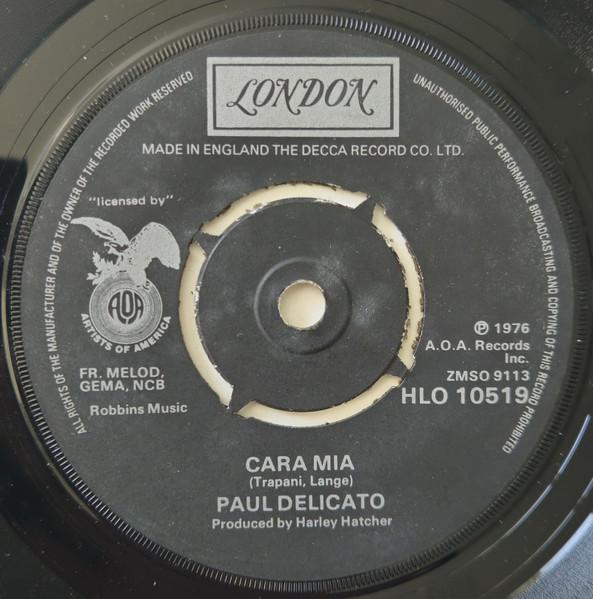 LONDON
MADE IN ENGLAND THE DECCA RECORD CO. LTD.
ALL RIGHTS OF THE MANUFACTURER AND OF THE OWNER OF THE RECORDED WORK RESERVED
UNAUTHORISED PUBLIC PERFORMANCE BROADCASTING AND COPYING OF THIS RECORD PROHIBITED
"licensed by"
AOA
ARTISTS OF AMERICA
FR. MELOD,
GEMA, NCB
Robbins Music
℗ 1976
A.O.A. Records
Inc.
ZMSO 9113
HLO 10519
CARA MIA
(Trapani, Lange)
PAUL DELICATO
Produced by Harley Hatcher